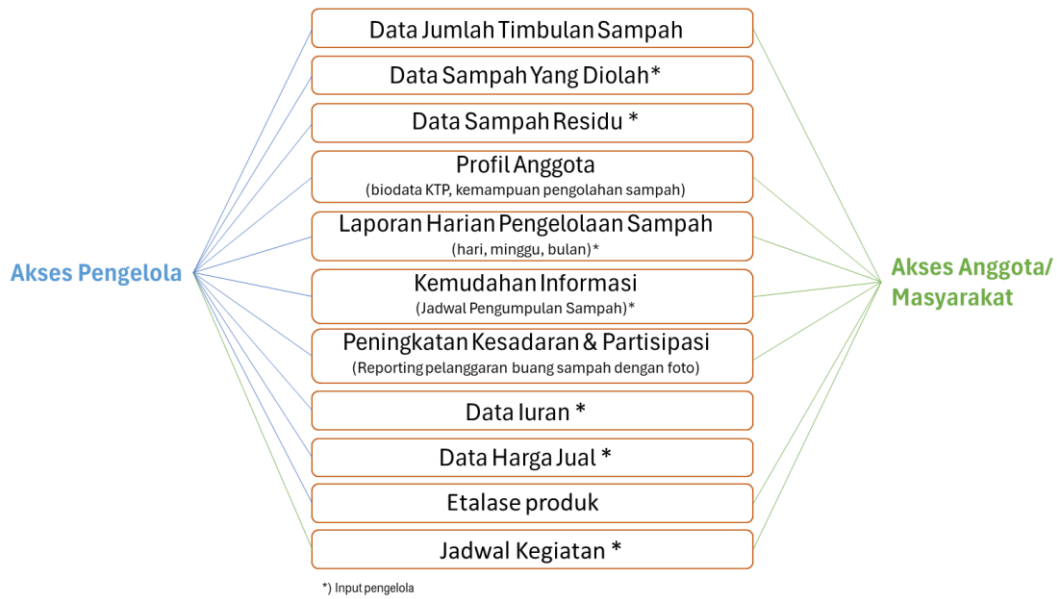 Data Jumlah Timbulan Sampah
Data Sampah Yang Diolah*
Data Sampah Residu *
Profil Anggota
(biodata KTP, kemampuan pengolahan sampah)
Laporan Harian Pengelolaan Sampah
(hari, minggu, bulan)*
Akses Pengelola
Akses Anggota/
Masyarakat
Kemudahan Informasi
(Jadwal Pengumpulan Sampah)*
Peningkatan Kesadaran & Partisipasi
(Reporting pelanggaran buang sampah dengan foto)
Data Iuran *
Data Harga Jual *
Etalase produk
Jadwal Kegiatan *
*) Input pengelola